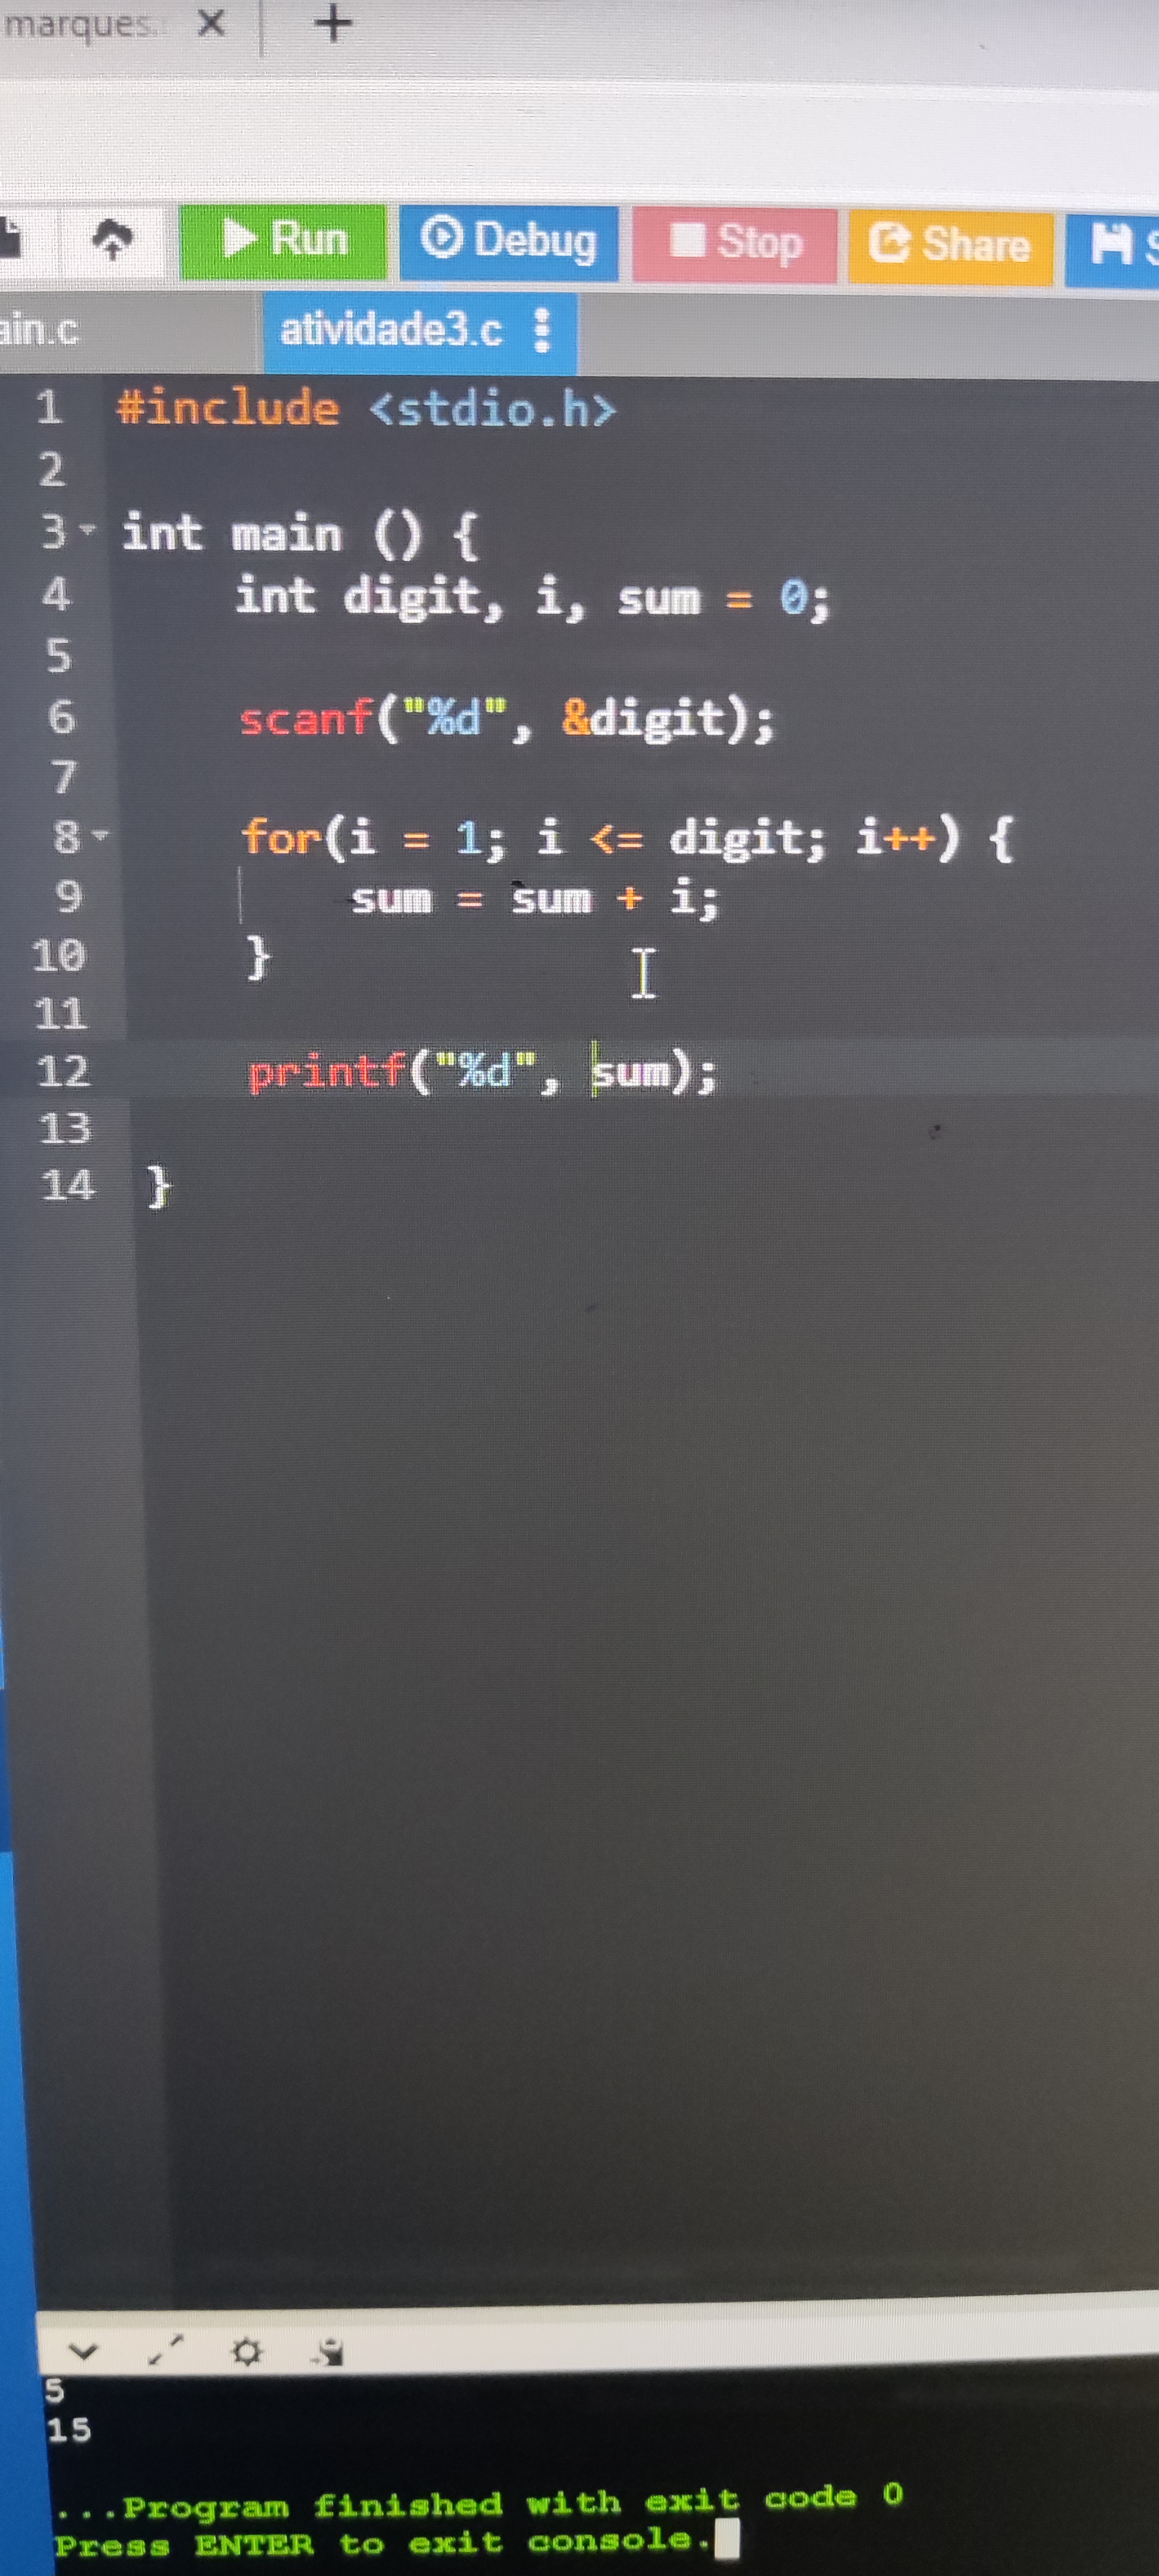 marques.
Run Debug Stop Share S
ain.c atividade3.c
1 #include <stdio.h>
2
3 int main () {
4 int digit, i, sum = 0;
5
6 scanf("%d", &digit);
7
8 for(i = 1; i <= digit; i++) {
9 sum = sum + i;
10 }
11
12 printf("%d", sum);
13
14 }
5
15
...Program finished with exit code 0
Press ENTER to exit console.